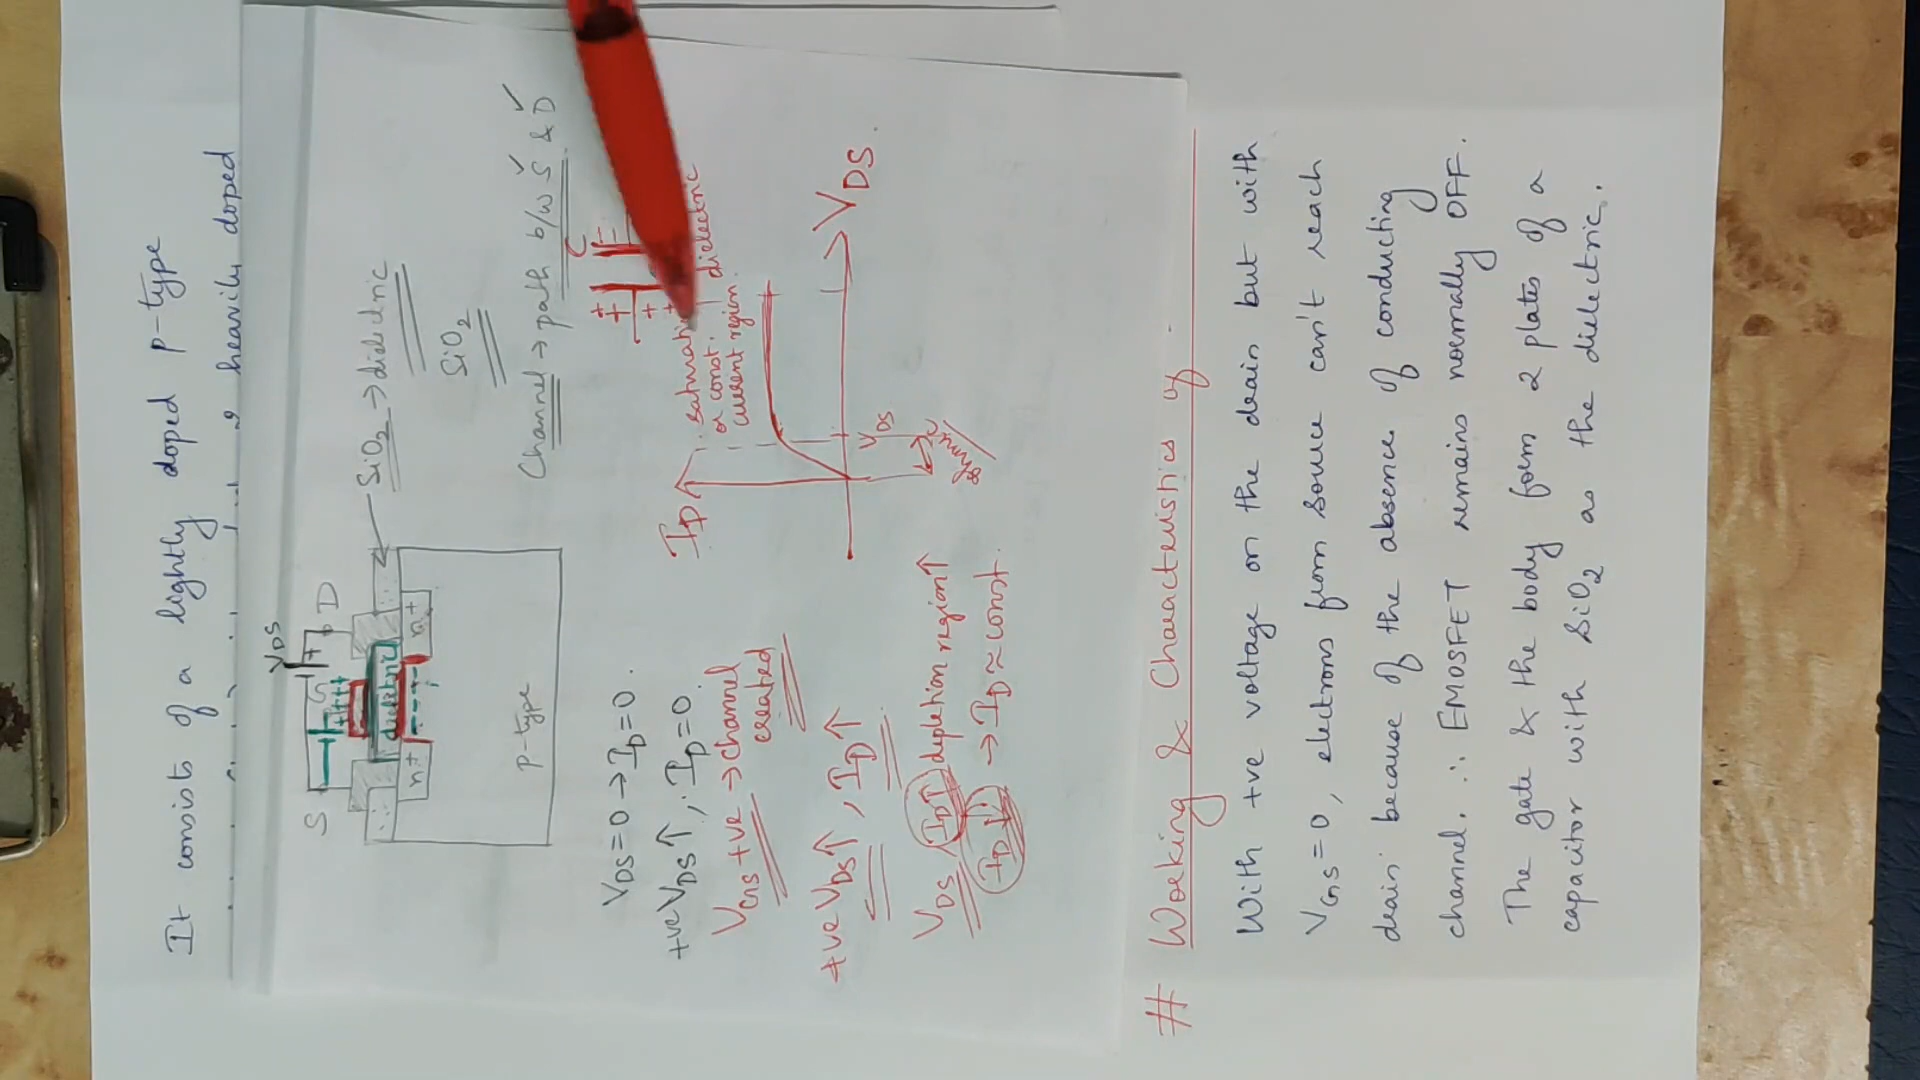 It consists of a lightly doped p-type
& heavily doped
VDS
S
G
D
+
++++
dielectric
n+
n+
p-type
SiO2 → dielectric
SiO2
Channel → path b/w S & D
C
dielectric
VDS = 0 → ID = 0.
+ve VDS↑, ID = 0.
VGS +ve → channel
created
+ve VDS↑, ID↑
VDS ID↑ depletion region↑
ID↓ → ID ≈ const.
ID↑
or const.
current region.
VDS
VDS.
# Working & Characteristics of
With +ve voltage on the drain but with
VGS = 0, electrons from source can't reach
drain because of the absence of conducting
channel. ∴ EMOSFET remains normally OFF.
The gate & the body form 2 plates of a
capacitor with SiO2 as the dielectric.